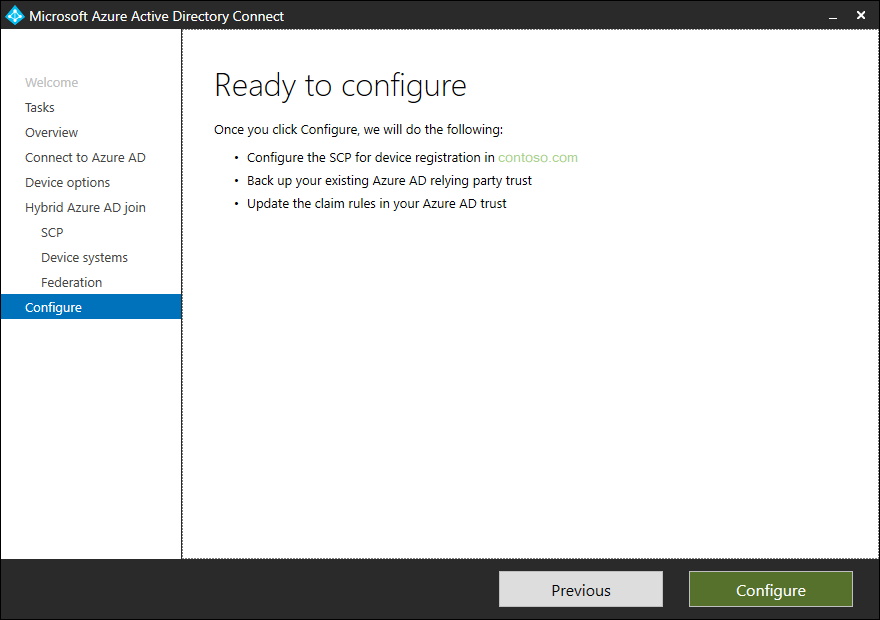 Microsoft Azure Active Directory Connect
Welcome
Tasks
Overview
Connect to Azure AD
Device options
Hybrid Azure AD join
SCP
Device systems
Federation
Configure
Ready to configure
Once you click Configure, we will do the following:
• Configure the SCP for device registration in contoso.com
• Back up your existing Azure AD relying party trust
• Update the claim rules in your Azure AD trust
Previous
Configure